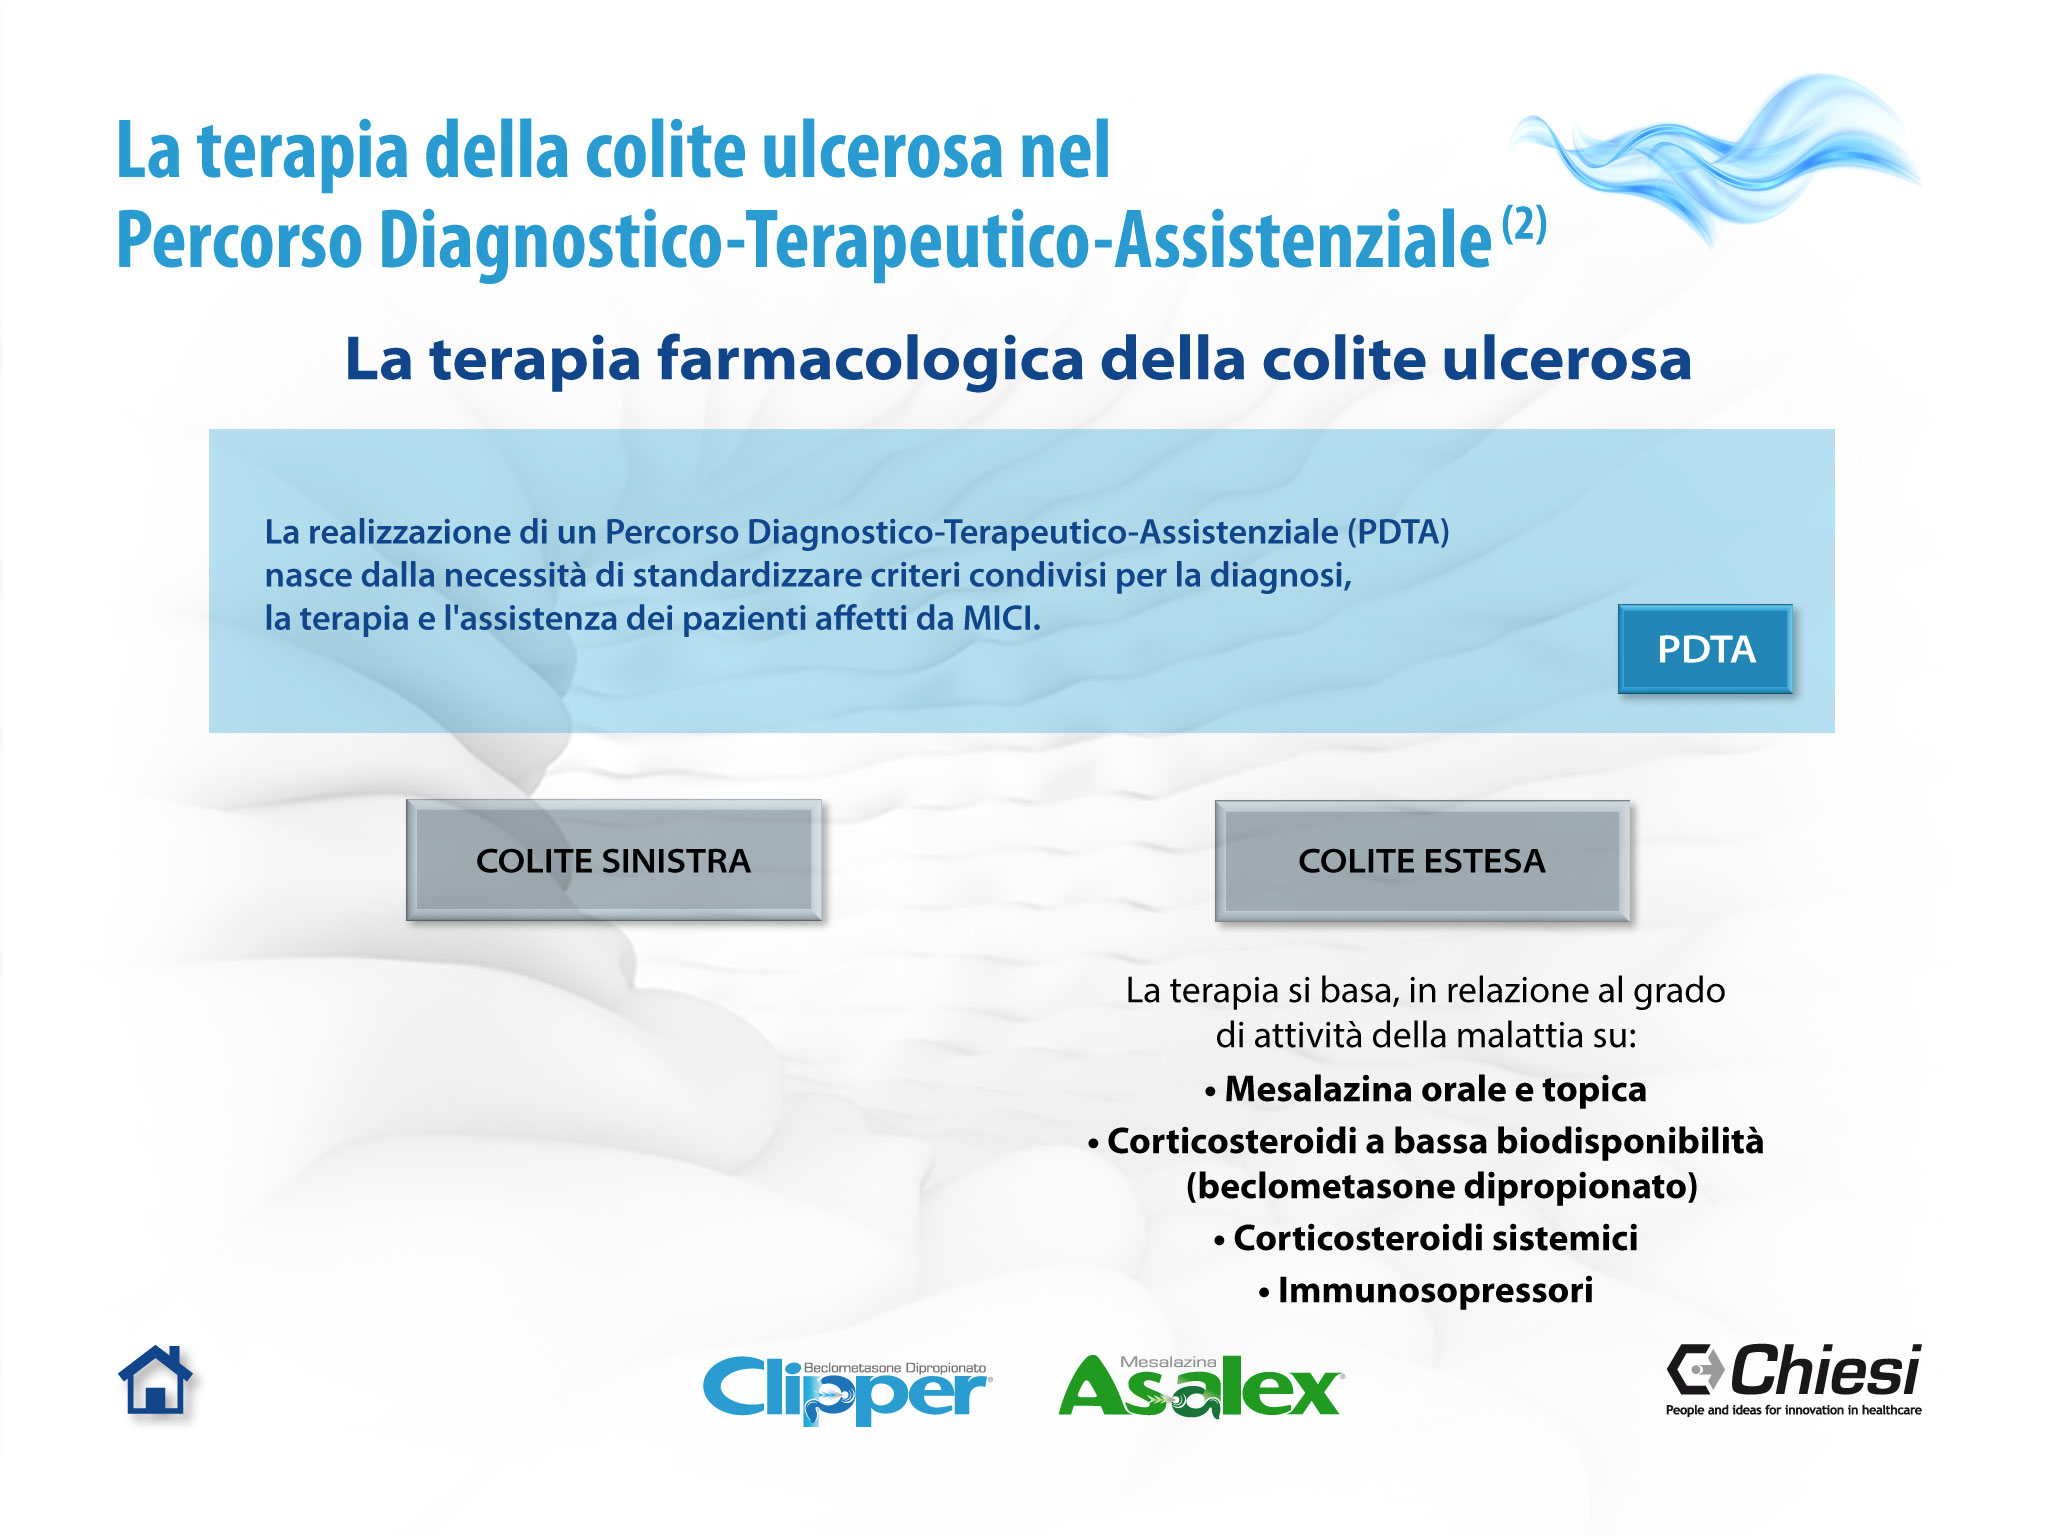 La terapia della colite ulcerosa nel
Percorso Diagnostico-Terapeutico-Assistenziale (2)
La terapia farmacologica della colite ulcerosa
La realizzazione di un Percorso Diagnostico-Terapeutico-Assistenziale (PDTA)
nasce dalla necessità di standardizzare criteri condivisi per la diagnosi,
la terapia e l'assistenza dei pazienti affetti da MICI.
PDTA
COLITE SINISTRA
COLITE ESTESA
La terapia si basa, in relazione al grado
di attività della malattia su:
• Mesalazina orale e topica
• Corticosteroidi a bassa biodisponibilità
(beclometasone dipropionato)
• Corticosteroidi sistemici
• Immunosopressori
Beclometasone Dipropionato
Clipper®
Mesalazina
Asalex®
Chiesi
People and ideas for innovation in healthcare